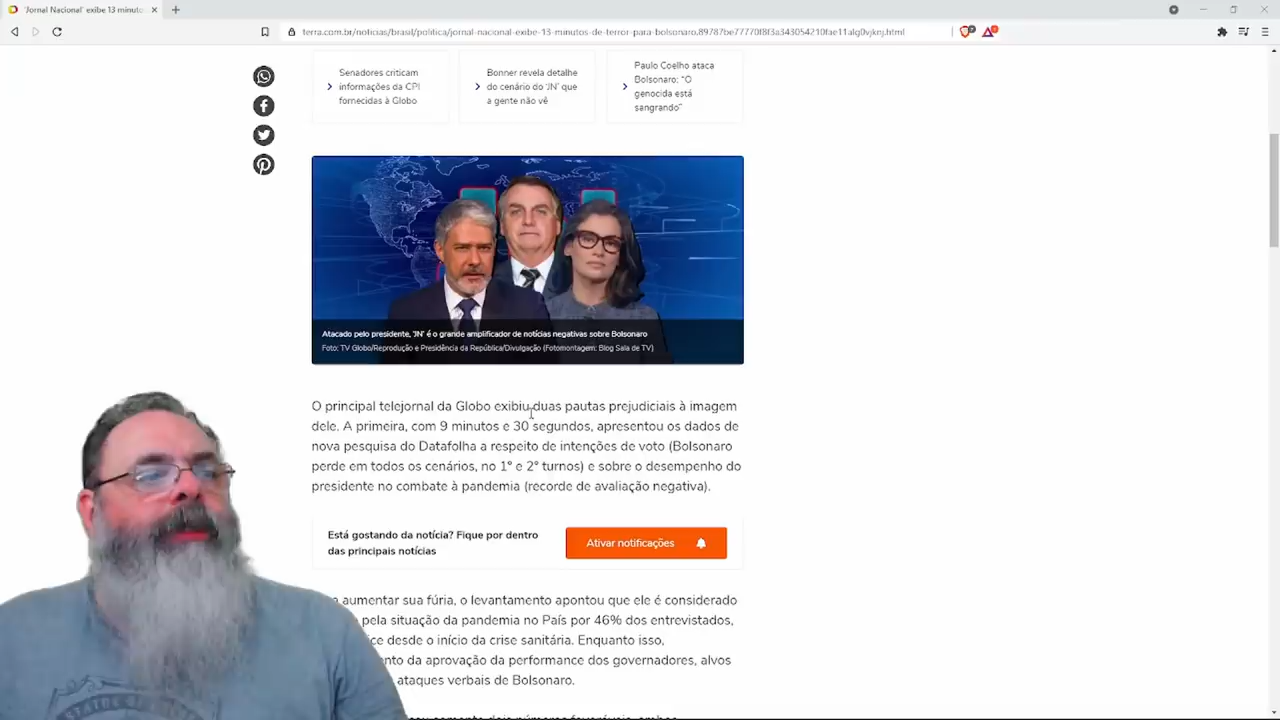 'Jornal Nacional' exibe 13 minuto
terra.com.br/noticias/brasil/politica/jornal-nacional-exibe-13-minutos-de-terror-para-bolsonaro,
Senadores criticam
informações da CPI
fornecidas à Globo
Bonner revela detalhe
do cenário do 'JN' que
a gente não vê
Paulo Coelho ataca
Bolsonaro: "O
genocida está
sangrando"
Atacado pelo presidente, 'JN' é o grande amplificador de notícias negativas sobre Bolsonaro
Foto: TV Globo/Reprodução e Presidência da República/Divulgação (Fotomontagem: Blog Sala de TV)
O principal telejornal da Globo exibiu duas pautas prejudiciais à imagem
dele. A primeira, com 9 minutos e 30 segundos, apresentou os dados de
nova pesquisa do Datafolha a respeito de intenções de voto (Bolsonaro
perde em todos os cenários, no 1º e 2º turnos) e sobre o desempenho do
presidente no combate à pandemia (recorde de avaliação negativa).
Está gostando da notícia? Fique por dentro
das principais notícias
Ativar notificações
aumentar sua fúria, o levantamento apontou que ele é considerado
pela situação da pandemia no País por 46% dos entrevistados,
desde o início da crise sanitária. Enquanto isso,
da aprovação da performance dos governadores, alvos
ataques verbais de Bolsonaro.